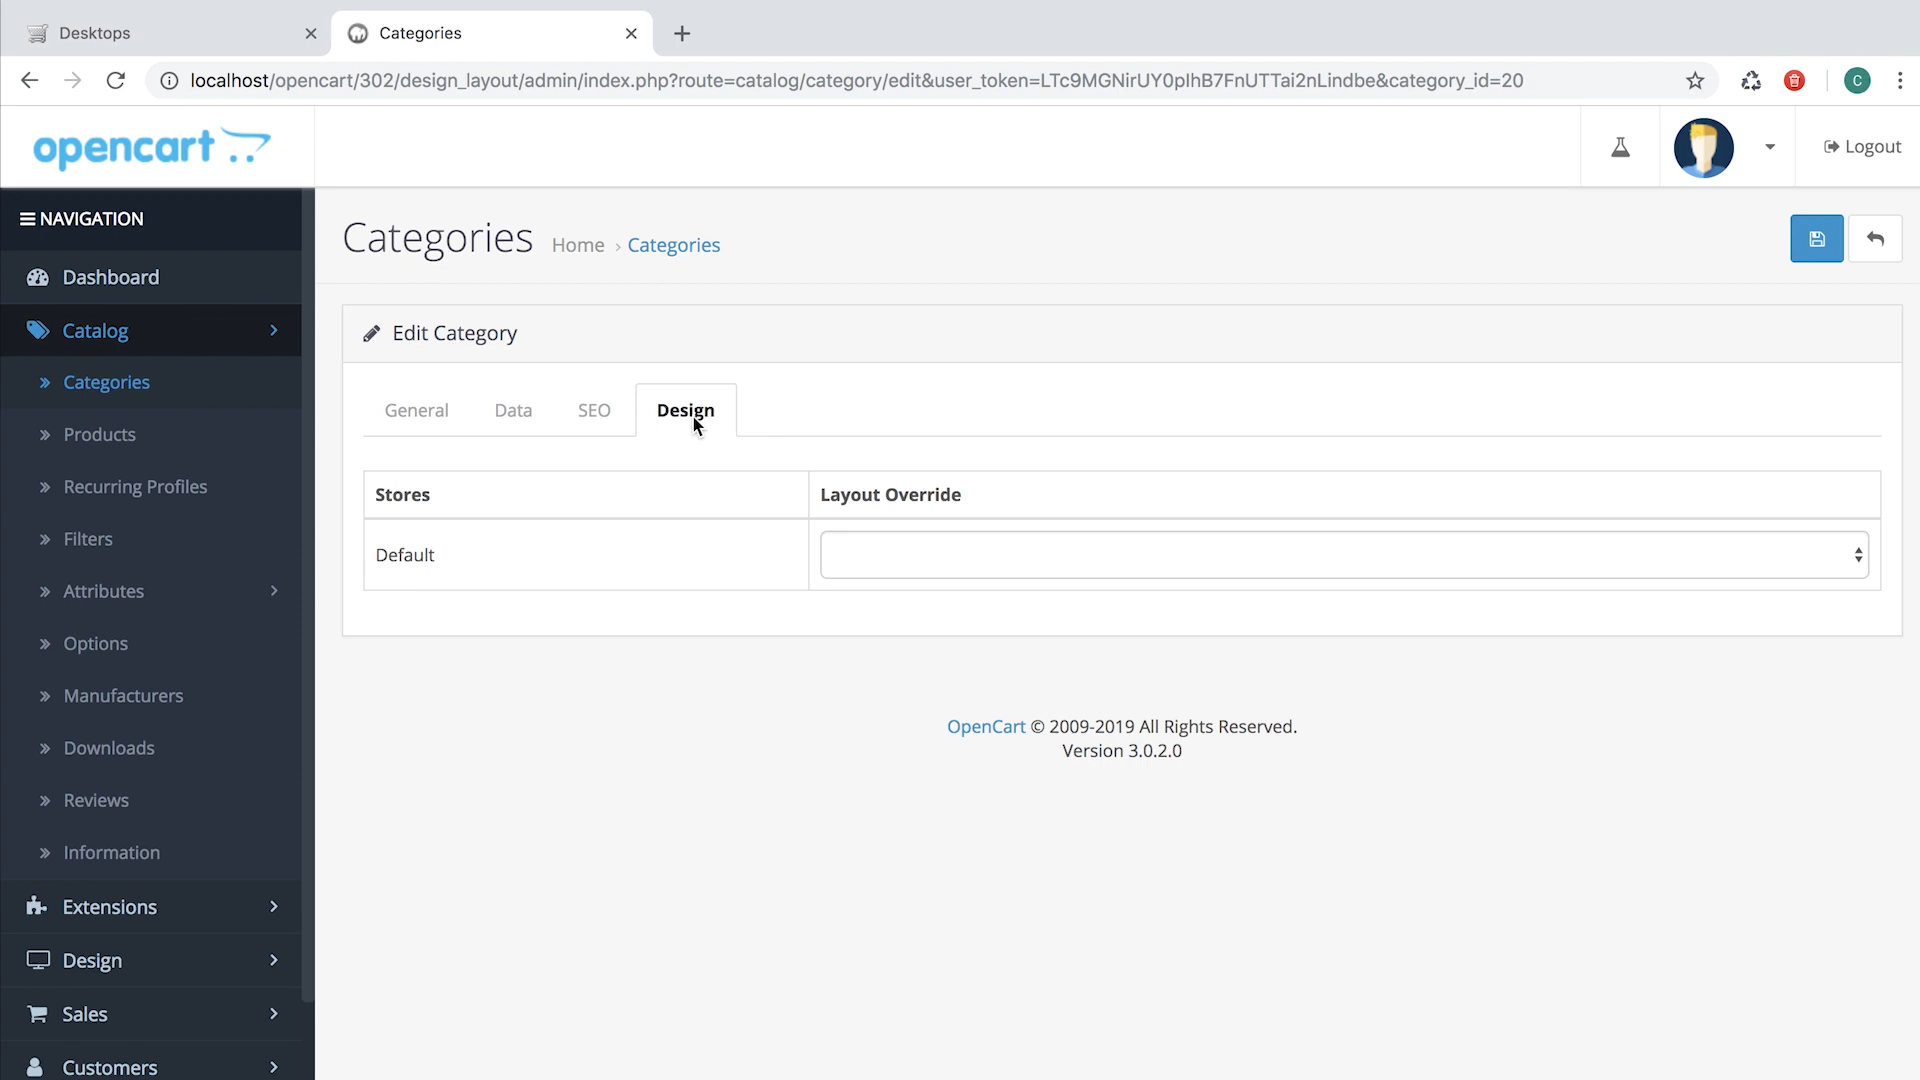 Desktops
Categories
localhost/opencart/302/design_layout/admin/index.php?route=catalog/category/edit&user_token=LTc9MGNirUY0pIhB7FnUTTai2nLindbe&category_id=20
C
opencart
Logout
NAVIGATION
Dashboard
Catalog
Categories
Products
Recurring Profiles
Filters
Attributes
Options
Manufacturers
Downloads
Reviews
Information
Extensions
Design
Sales
Customers
Categories Home › Categories
Edit Category
General Data SEO Design
Stores Layout Override
Default
OpenCart © 2009-2019 All Rights Reserved.
Version 3.0.2.0